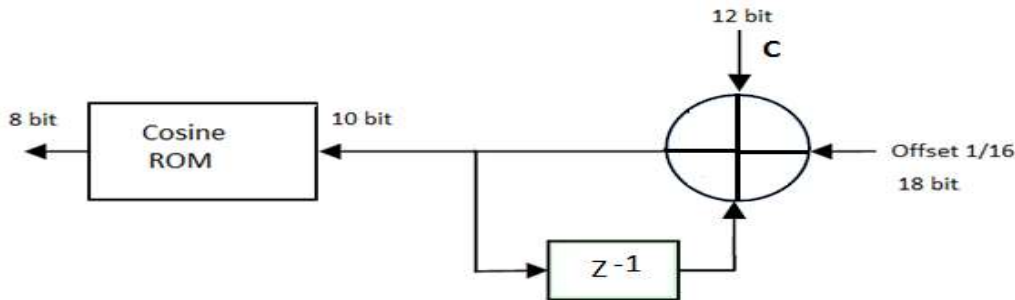 12 bit
C
8 bit
Cosine
ROM
10 bit
Offset 1/16
18 bit
Z -1